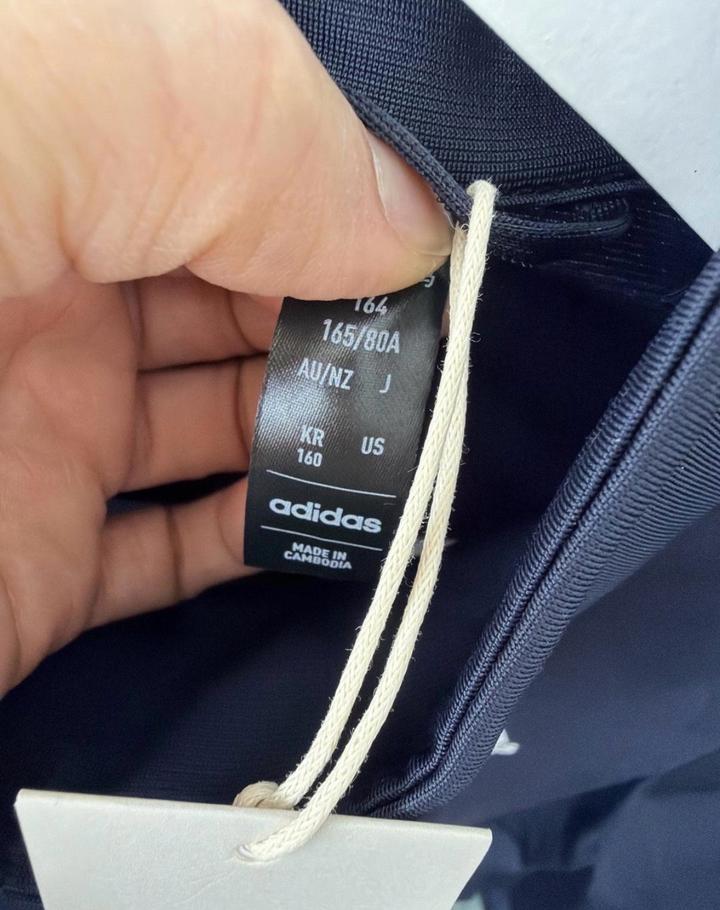 164
165/80A
AU/NZ J
KR US
160
adidas
MADE IN
CAMBODIA